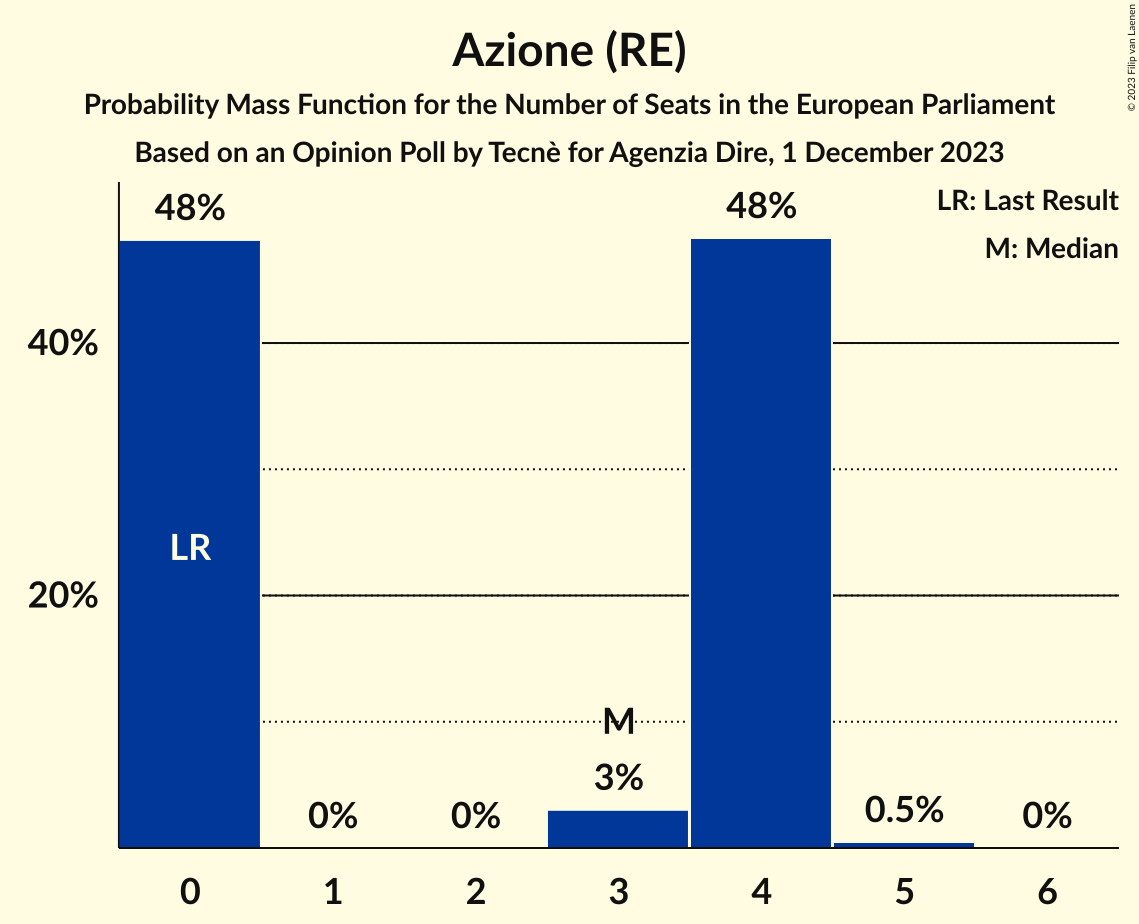 Azione (RE)
Probability Mass Function for the Number of Seats in the European Parliament
Based on an Opinion Poll by Tecnè for Agenzia Dire, 1 December 2023
© 2023 Filip van Laenen
LR: Last Result
M: Median
48%
48%
40%
LR
20%
M
3%
0%
0%
0.5%
0%
0 1 2 3 4 5 6